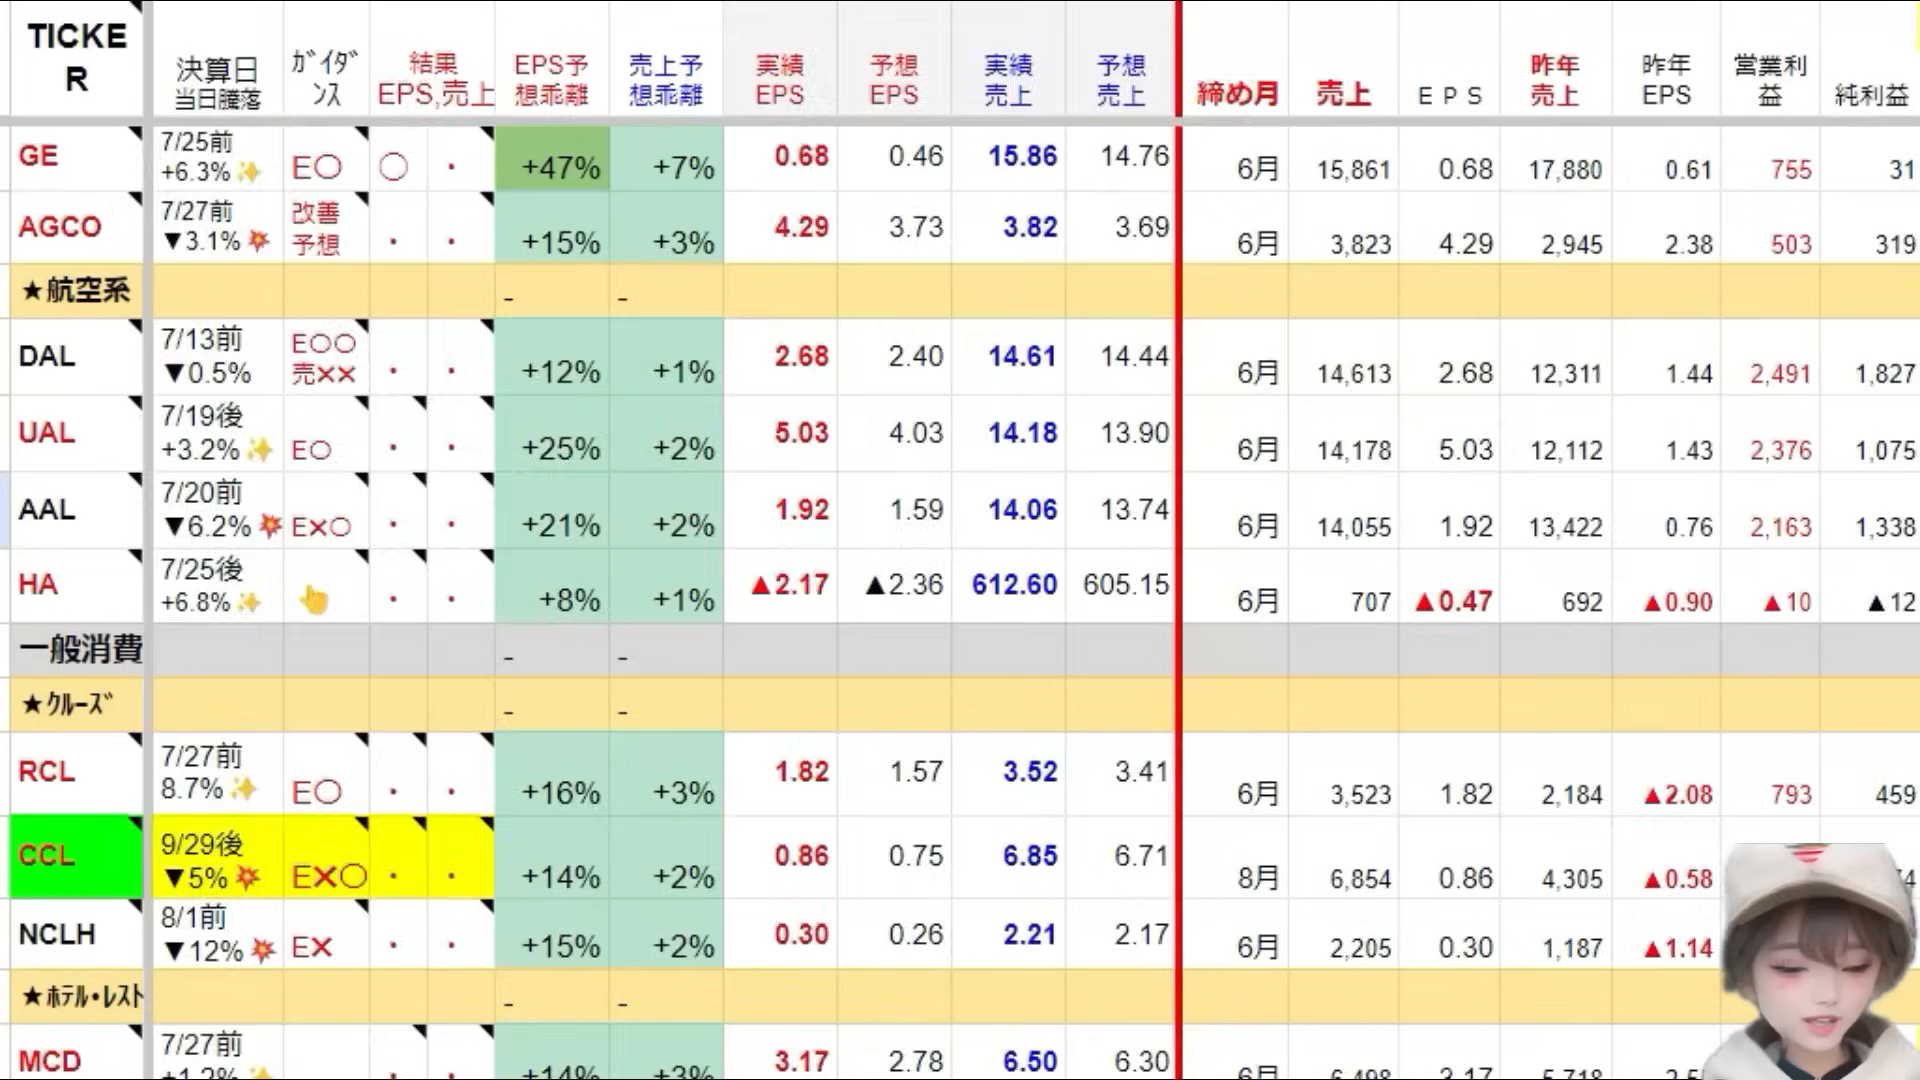 TICKE
R
決算日
当日騰落
ｶﾞｲﾀﾞ
ﾝｽ
結果
EPS,売上
EPS予
想乖離
売上予
想乖離
実績
EPS
予想
EPS
実績
売上
予想
売上
締め月
売上
ＥＰＳ
昨年
売上
昨年
EPS
営業利
益
純利益
GE 7/25前 +6.3%✨ E〇 〇 ・ +47% +7% 0.68 0.46 15.86 14.76 6月 15,861 0.68 17,880 0.61 755 31
AGCO 7/27前 ▼3.1%💥 改善予想 ・ ・ +15% +3% 4.29 3.73 3.82 3.69 6月 3,823 4.29 2,945 2.38 503 319
★航空系 - -
DAL 7/13前 ▼0.5% E〇〇 売✕✕ ・ ・ +12% +1% 2.68 2.40 14.61 14.44 6月 14,613 2.68 12,311 1.44 2,491 1,827
UAL 7/19後 +3.2%✨ E〇 ・ ・ +25% +2% 5.03 4.03 14.18 13.90 6月 14,178 5.03 12,112 1.43 2,376 1,075
AAL 7/20前 ▼6.2%💥 E✕〇 ・ ・ +21% +2% 1.92 1.59 14.06 13.74 6月 14,055 1.92 13,422 0.76 2,163 1,338
HA 7/25後 +6.8%✨ 👆 ・ ・ +8% +1% ▲2.17 ▲2.36 612.60 605.15 6月 707 ▲0.47 692 ▲0.90 ▲10 ▲12
一般消費 - -
★ｸﾙｰｽﾞ - -
RCL 7/27前 8.7%✨ E〇 ・ ・ +16% +3% 1.82 1.57 3.52 3.41 6月 3,523 1.82 2,184 ▲2.08 793 459
CCL 9/29後 ▼5%💥 E✕〇 ・ ・ +14% +2% 0.86 0.75 6.85 6.71 8月 6,854 0.86 4,305 ▲0.58
NCLH 8/1前 ▼12%💥 E✕ ・ ・ +15% +2% 0.30 0.26 2.21 2.17 6月 2,205 0.30 1,187 ▲1.14
★ﾎﾃﾙ・ﾚｽﾄ - -
MCD 7/27前 +1.2%✨ ・ ・ +14% +3% 3.17 2.78 6.50 6.30 6月 6,498 3.17 5,718